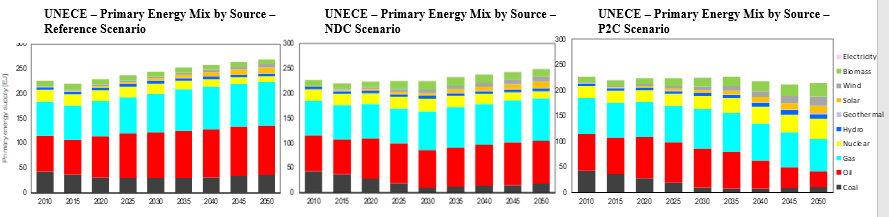 UNECE – Primary Energy Mix by Source –
Reference Scenario
UNECE – Primary Energy Mix by Source –
NDC Scenario
UNECE – Primary Energy Mix by Source –
P2C Scenario
Primary energy supply [EJ]
300
250
200
150
100
50
0
2010 2015 2020 2025 2030 2035 2040 2045 2050
300
250
200
150
100
50
0
2010 2015 2020 2025 2030 2035 2040 2045 2050
300
250
200
150
100
50
0
2010 2015 2020 2025 2030 2035 2040 2045 2050
Electricity
Biomass
Wind
Solar
Geothermal
Hydro
Nuclear
Gas
Oil
Coal